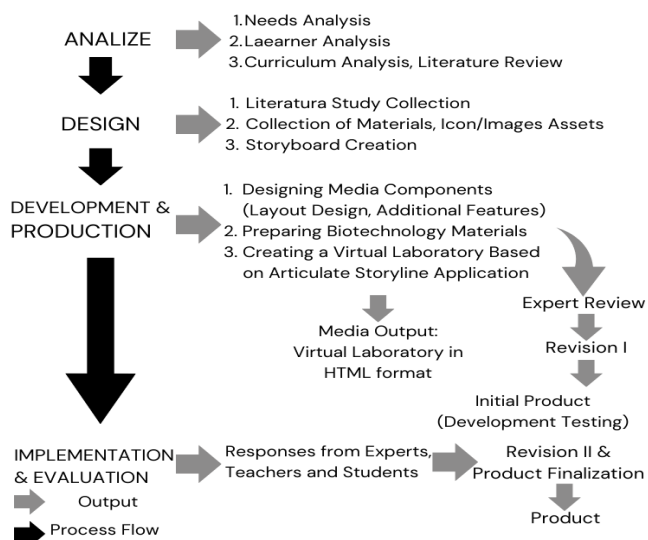 ANALIZE
1. Needs Analysis
2. Laearner Analysis
3. Curriculum Analysis, Literature Review
DESIGN
1. Literatura Study Collection
2. Collection of Materials, Icon/Images Assets
3. Storyboard Creation
DEVELOPMENT &
PRODUCTION
1. Designing Media Components
(Layout Design, Additional Features)
2. Preparing Biotechnology Materials
3. Creating a Virtual Laboratory Based
on Articulate Storyline Application
Media Output:
Virtual Laboratory in
HTML format
Expert Review
Revision I
Initial Product
(Development Testing)
IMPLEMENTATION
& EVALUATION
Responses from Experts,
Teachers and Students
Revision II &
Product Finalization
Product
Output
Process Flow